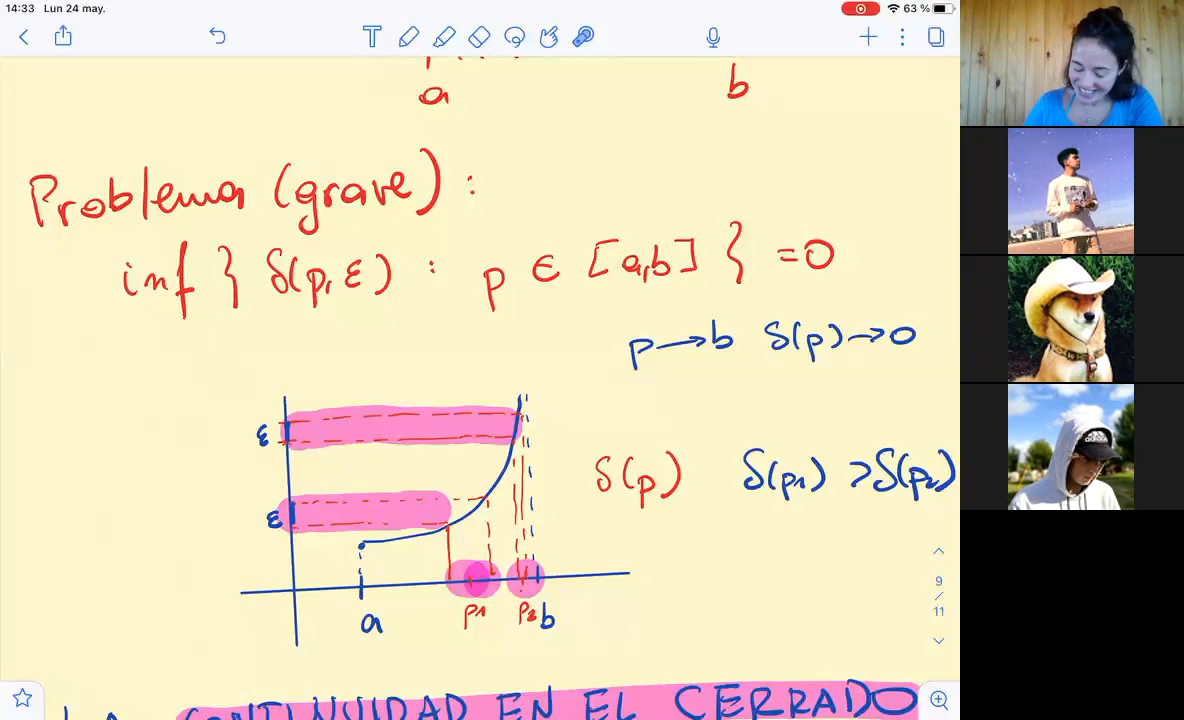 14:33 Lun 24 may. 63 %
a b
Problema (grave) :
inf } δ(p, ε) : p ∈ [a,b] } = 0
p → b δ(p) → 0
ε
δ(p) δ(p1) > δ(p2)
ε
9
/
11
a p1 p2 b
CONTINUIDAD EN EL CERRADO